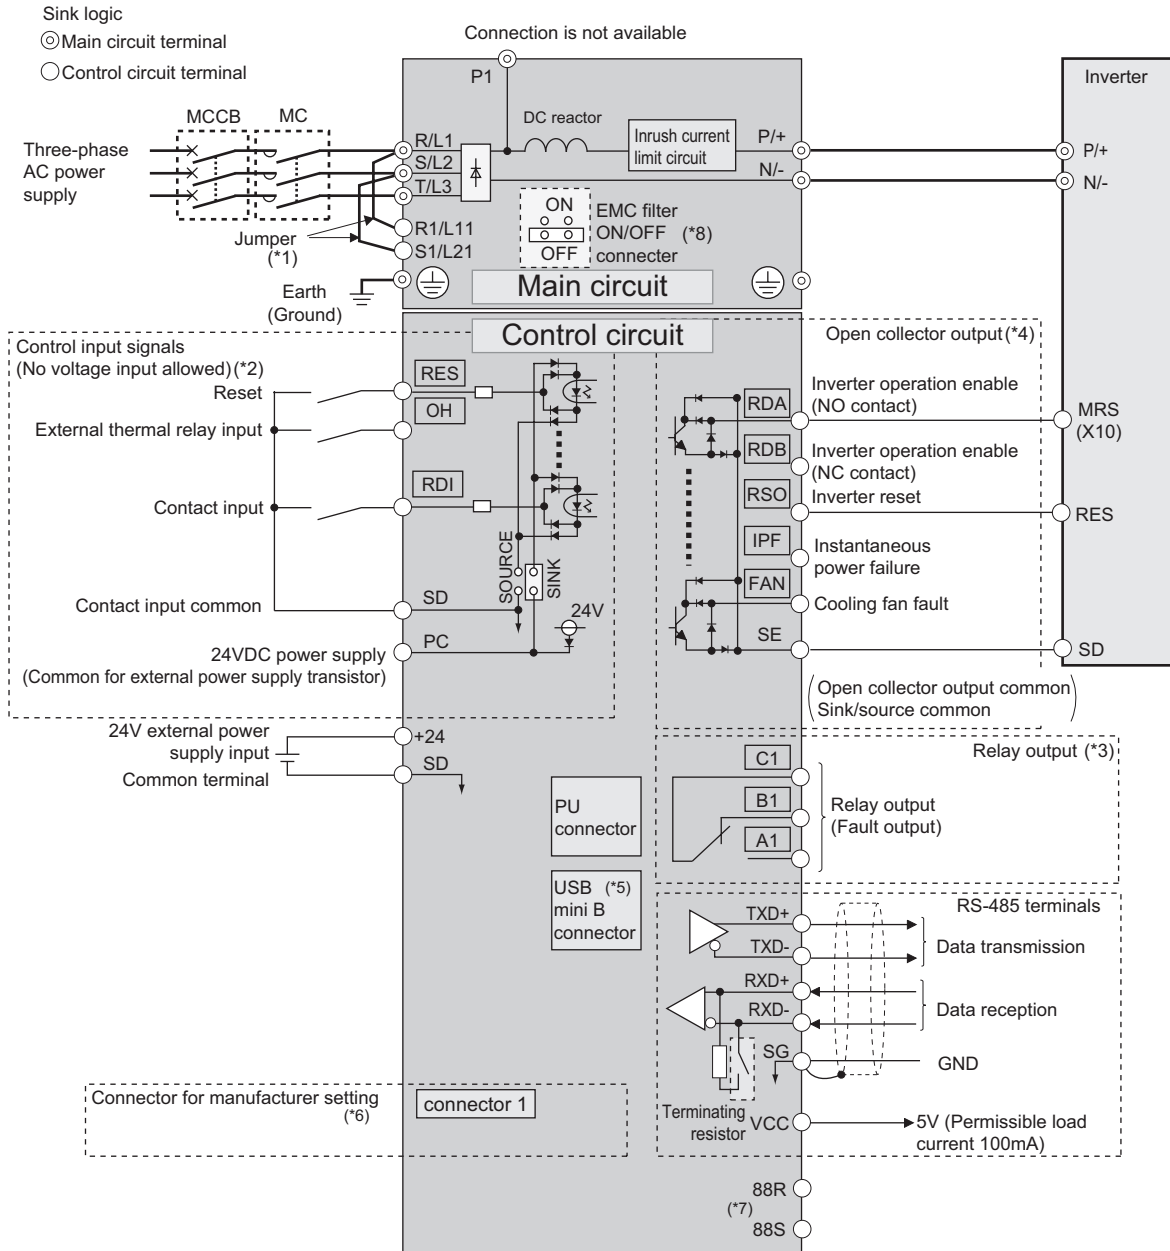 Sink logic
Main circuit terminal
Control circuit terminal
Connection is not available
P1
Inverter
MCCB
MC
DC reactor
Inrush current
limit circuit
Three-phase
AC power
supply
R/L1
S/L2
T/L3
R1/L11
S1/L21
P/+
N/-
P/+
N/-
Jumper
(*1)
ON
OFF
EMC filter
ON/OFF (*8)
connecter
Earth
(Ground)
Main circuit
Control circuit
Control input signals
(No voltage input allowed)(*2)
Reset
External thermal relay input
Contact input
Contact input common
24VDC power supply
(Common for external power supply transistor)
RES
OH
RDI
SD
PC
SOURCE
SINK
24V
Open collector output(*4)
RDA
RDB
RSO
IPF
FAN
SE
Inverter operation enable
(NO contact)
Inverter operation enable
(NC contact)
Inverter reset
Instantaneous
power failure
Cooling fan fault
Open collector output common
Sink/source common
MRS
(X10)
RES
SD
24V external power
supply input
Common terminal
+24
SD
PU
connector
USB (*5)
mini B
connector
Relay output (*3)
C1
B1
A1
Relay output
(Fault output)
RS-485 terminals
TXD+
TXD-
RXD+
RXD-
SG
VCC
Data transmission
Data reception
GND
Terminating
resistor
5V (Permissible load
current 100mA)
Connector for manufacturer setting
(*6)
connector 1
88R
(*7)
88S